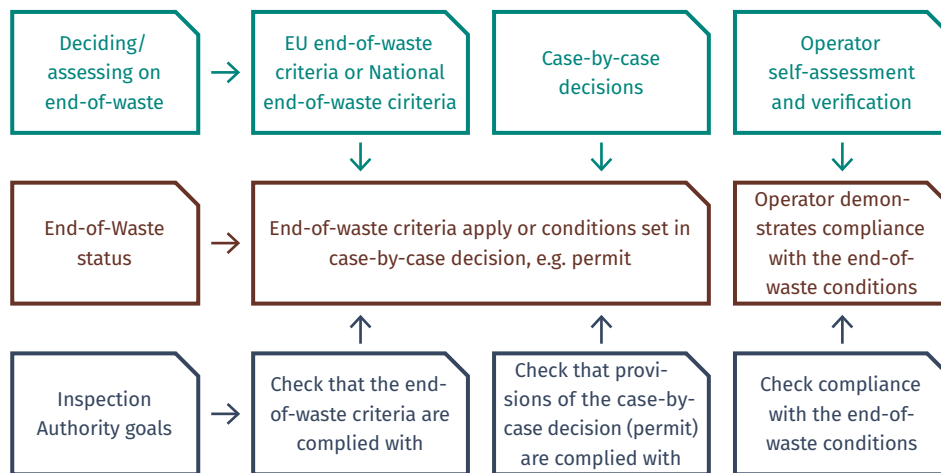 Deciding/
assessing on
end-of-waste
EU end-of-waste
criteria or National
end-of-waste ciriteria
Case-by-case
decisions
Operator
self-assessment
and verification
End-of-Waste
status
End-of-waste criteria apply or conditions set in
case-by-case decision, e.g. permit
Operator demon-
strates compliance
with the end-of-
waste conditions
Inspection
Authority goals
Check that the end-
of-waste criteria are
complied with
Check that provi-
sions of the case-by-
case decision (permit)
are complied with
Check compliance
with the end-of-
waste conditions